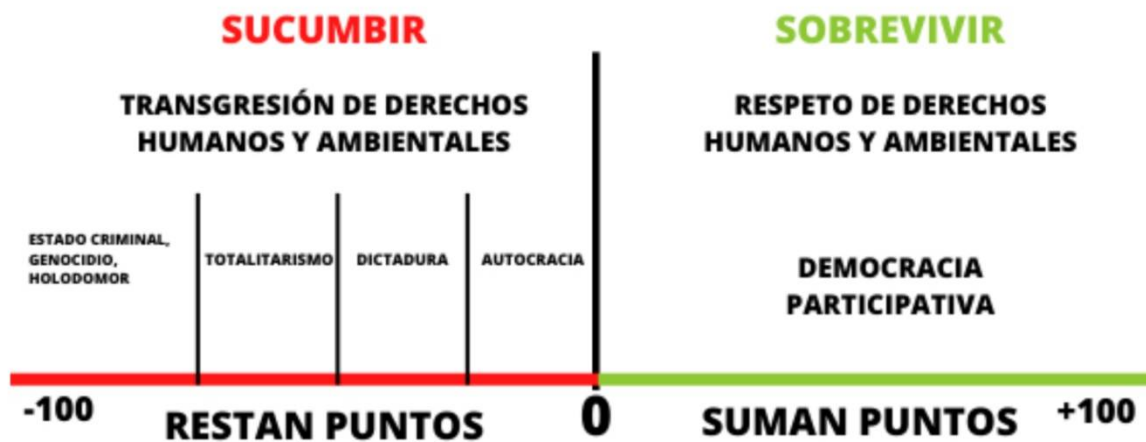 SUCUMBIR
SOBREVIVIR
TRANSGRESIÓN DE DERECHOS
HUMANOS Y AMBIENTALES
RESPETO DE DERECHOS
HUMANOS Y AMBIENTALES
ESTADO CRIMINAL,
GENOCIDIO,
HOLODOMOR
TOTALITARISMO
DICTADURA
AUTOCRACIA
DEMOCRACIA
PARTICIPATIVA
-100
RESTAN PUNTOS
0
SUMAN PUNTOS
+100